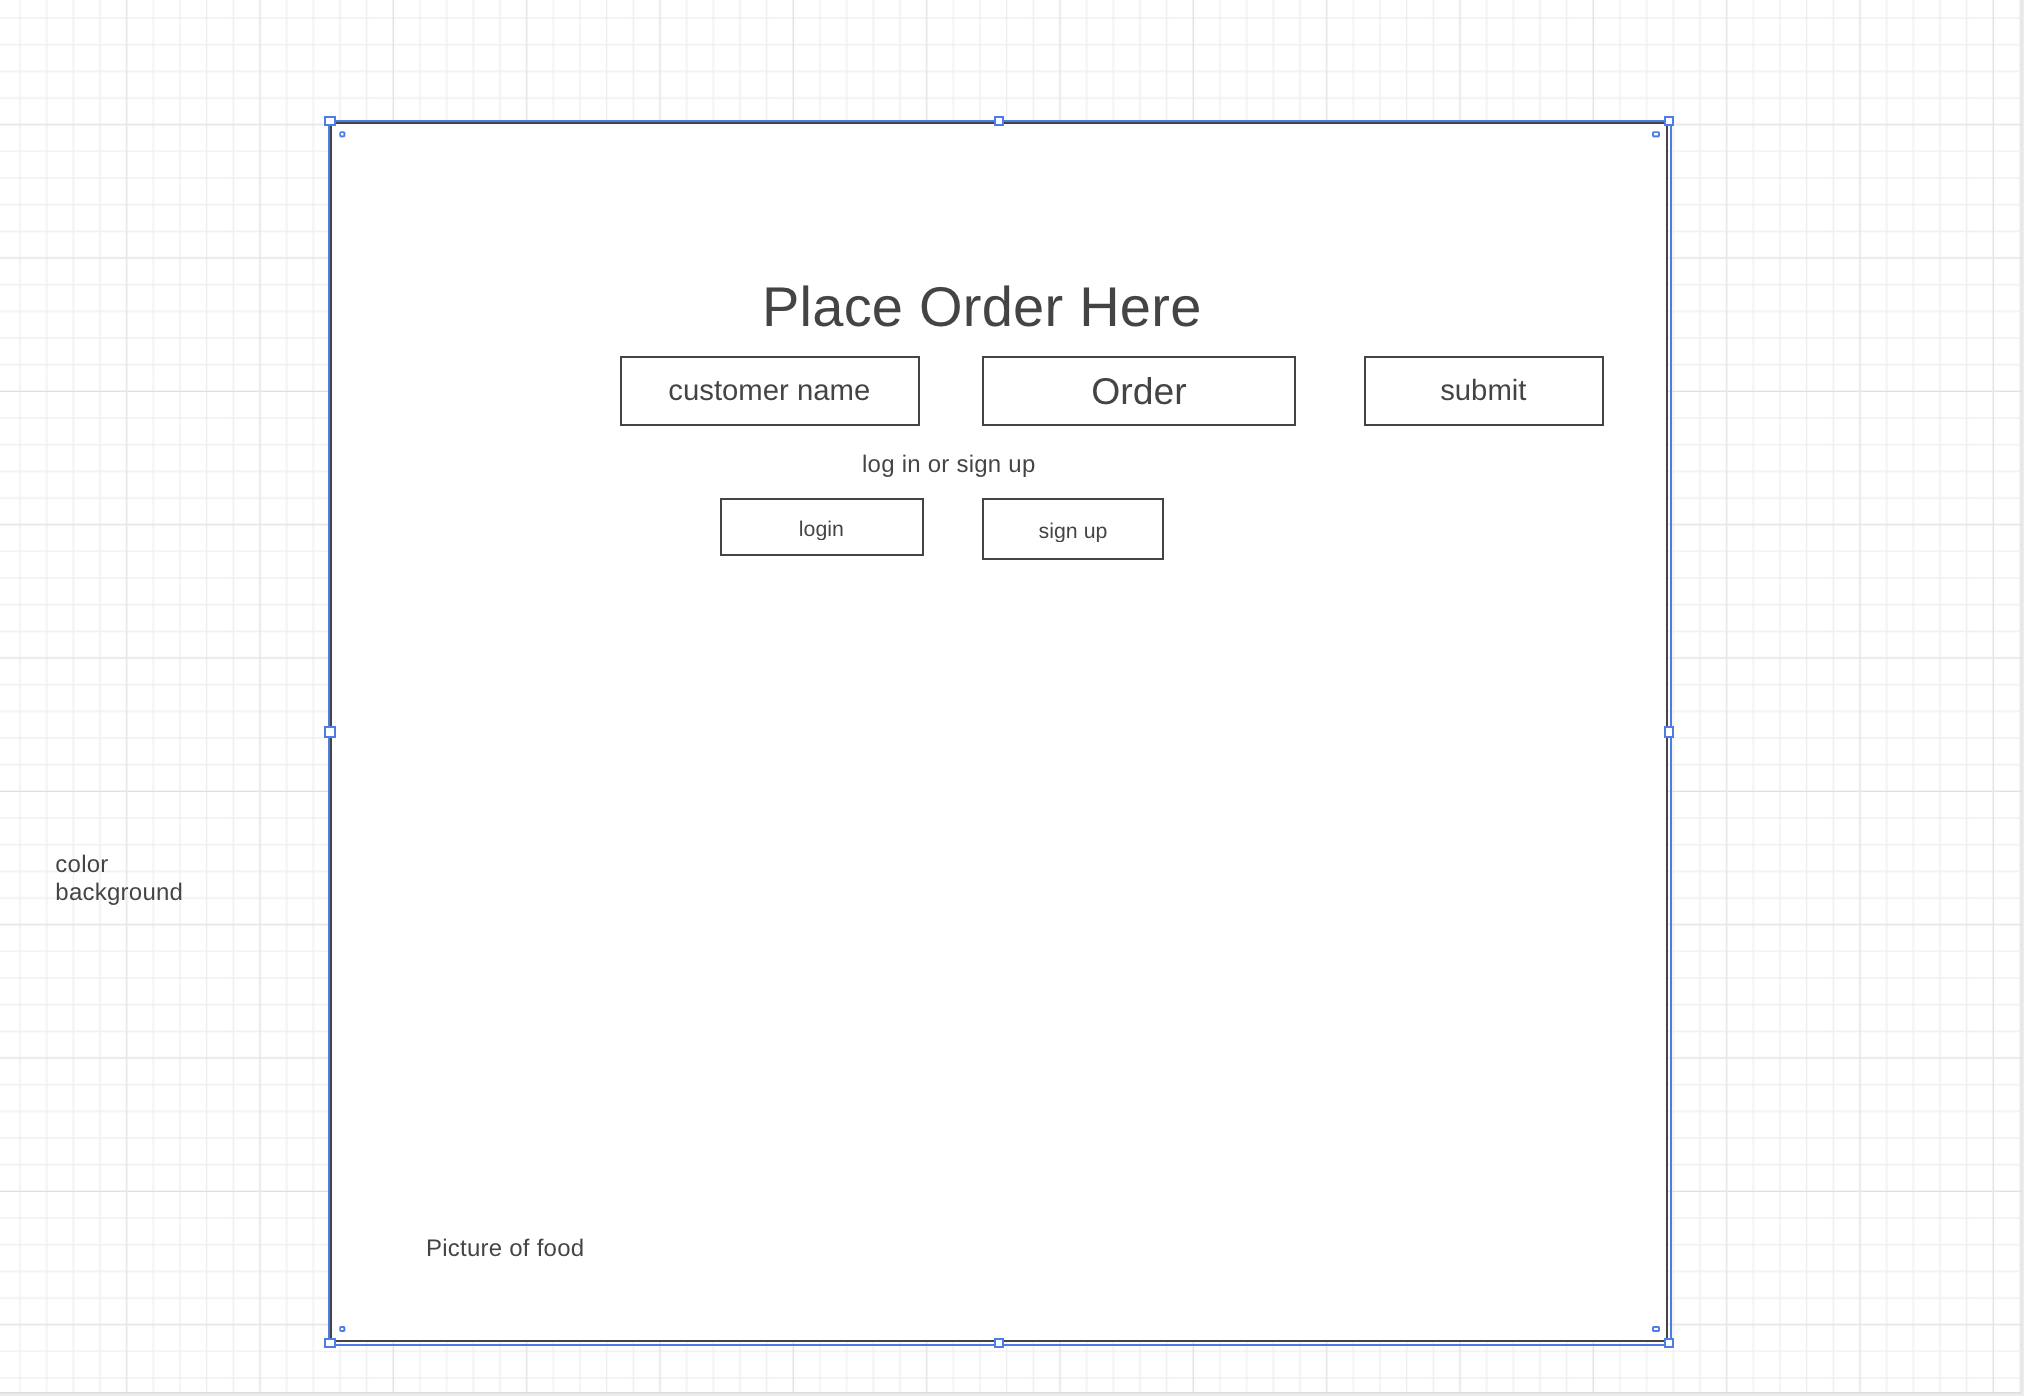 Place Order Here
customer name
Order
submit
log in or sign up
login
sign up
color
background
Picture of food